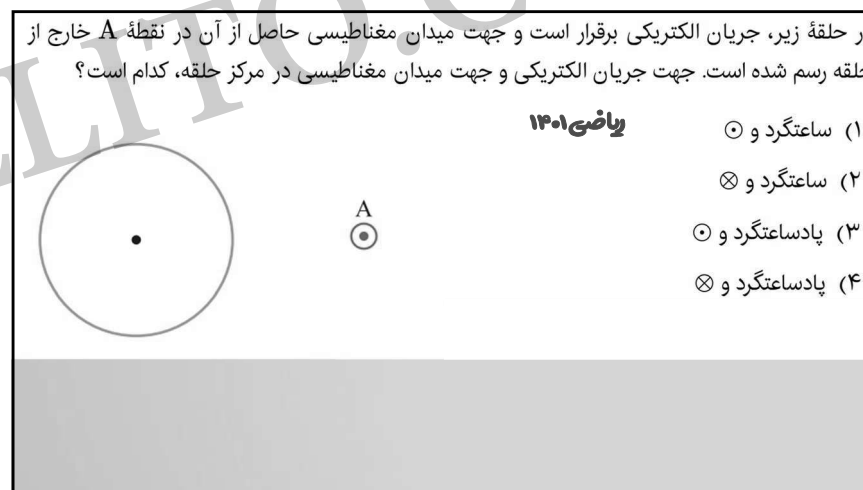 ر حلقهٔ زیر، جریان الکتریکی برقرار است و جهت میدان مغناطیسی حاصل از آن در نقطهٔ A خارج از
حلقه رسم شده است. جهت جریان الکتریکی و جهت میدان مغناطیسی در مرکز حلقه، کدام است؟
ریاضی ۱۴۰۱
۱) ساعتگرد و ⊙
۲) ساعتگرد و ⊗
۳) پادساعتگرد و ⊙
۴) پادساعتگرد و ⊗
A